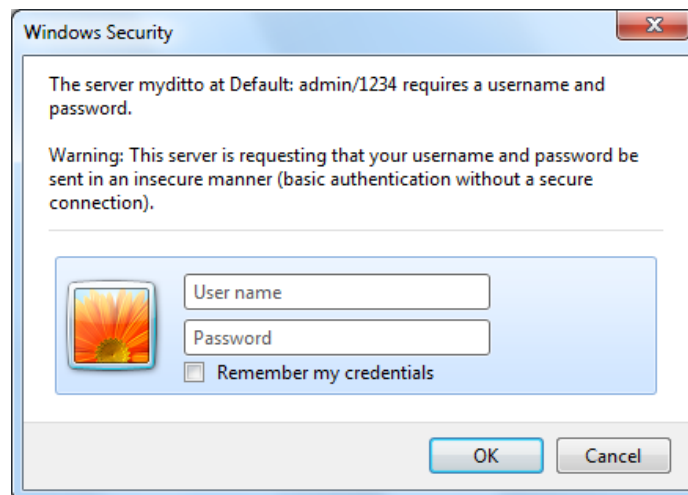 Windows Security
The server myditto at Default: admin/1234 requires a username and
password.
Warning: This server is requesting that your username and password be
sent in an insecure manner (basic authentication without a secure
connection).
User name
Password
Remember my credentials
OK Cancel